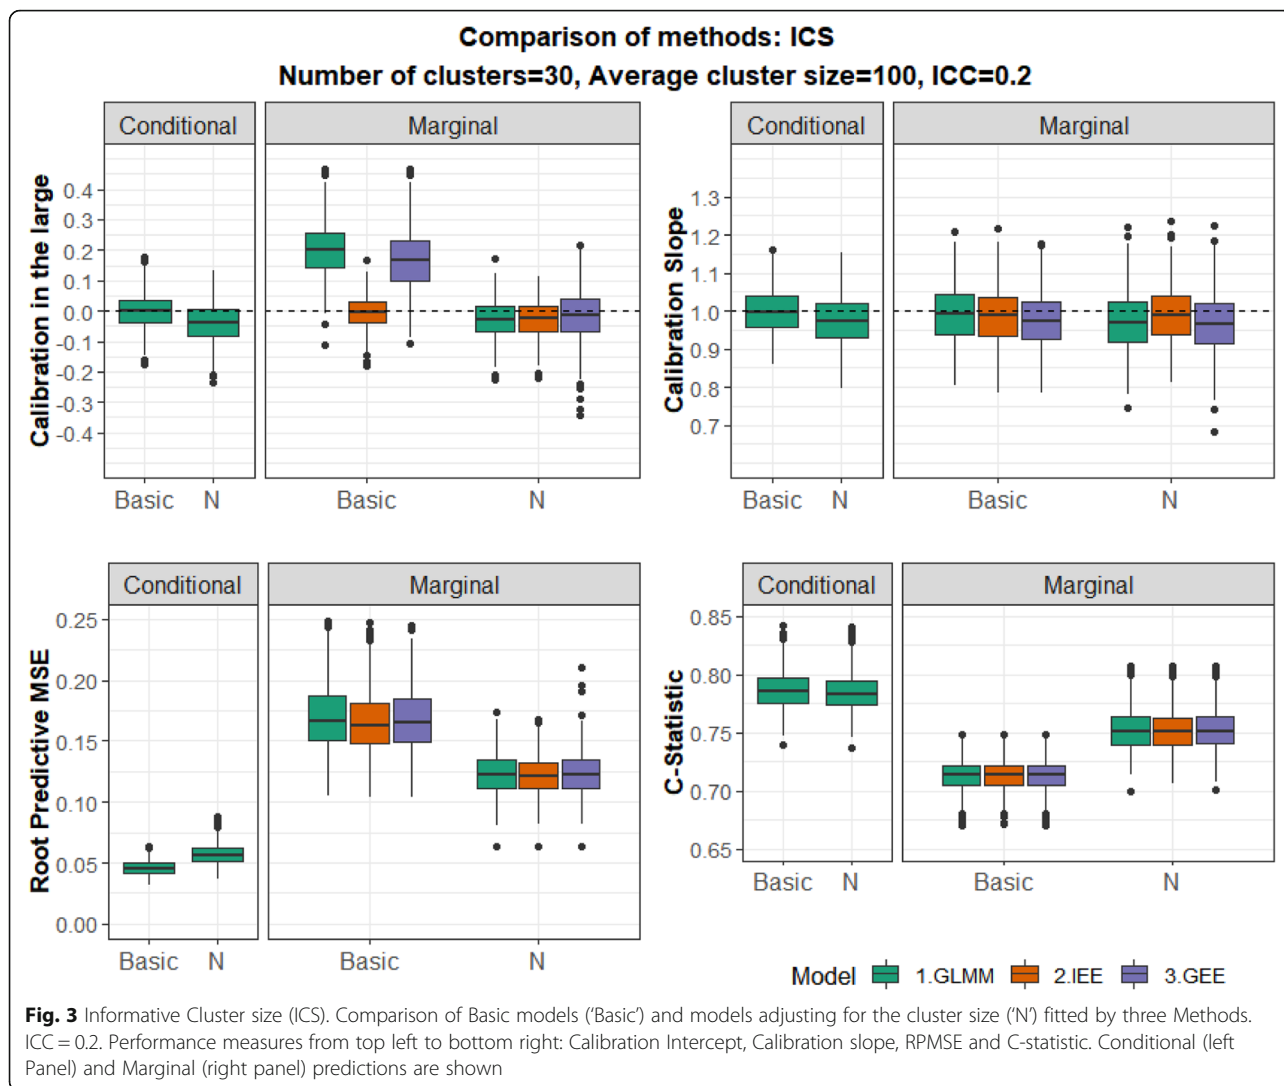 Comparison of methods: ICS
Number of clusters=30, Average cluster size=100, ICC=0.2
Conditional
Marginal
Calibration in the large
0.4
0.3
0.2
0.1
0.0
-0.1
-0.2
-0.3
-0.4
Basic N
Basic N
Conditional
Marginal
Calibration Slope
1.3
1.2
1.1
1.0
0.9
0.8
0.7
Basic N
Basic N
Conditional
Marginal
Root Predictive MSE
0.25
0.20
0.15
0.10
0.05
0.00
Basic N
Basic N
Conditional
Marginal
C-Statistic
0.85
0.80
0.75
0.70
0.65
Basic N
Basic N
Model 1.GLMM 2.IEE 3.GEE
Fig. 3 Informative Cluster size (ICS). Comparison of Basic models (‘Basic’) and models adjusting for the cluster size (‘N’) fitted by three Methods.
ICC = 0.2. Performance measures from top left to bottom right: Calibration Intercept, Calibration slope, RPMSE and C-statistic. Conditional (left
Panel) and Marginal (right panel) predictions are shown